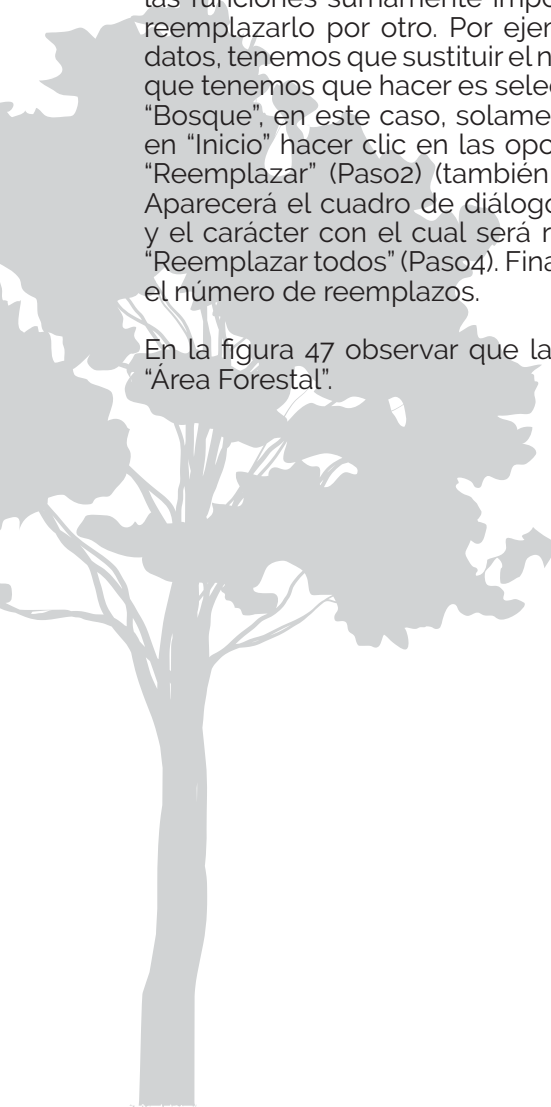 las funciones sumamente impo
reemplazarlo por otro. Por ejer
datos, tenemos que sustituir el n
que tenemos que hacer es selec
“Bosque”, en este caso, solame
en “Inicio” hacer clic en las opc
“Reemplazar” (Paso2) (también
Aparecerá el cuadro de diálogo
y el carácter con el cual será r
“Reemplazar todos” (Paso4). Fina
el número de reemplazos.
En la figura 47 observar que la
“Área Forestal”.